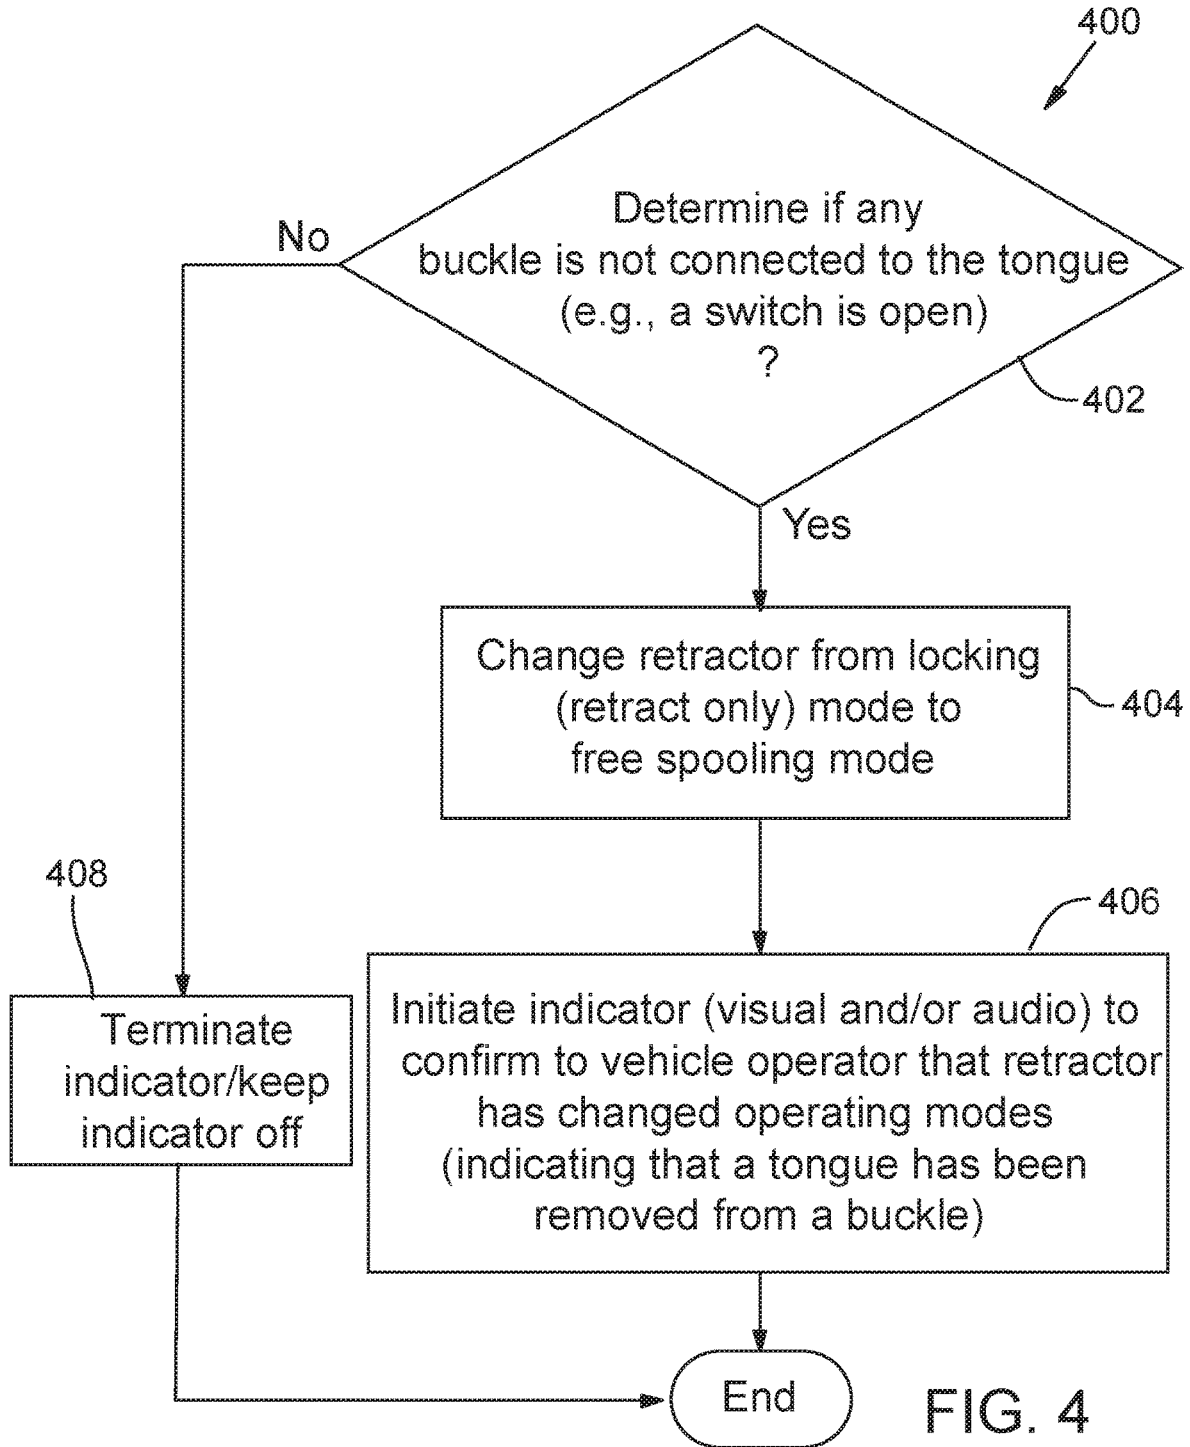 400
Determine if any
buckle is not connected to the tongue
(e.g., a switch is open)
?
No
402
Yes
Change retractor from locking
(retract only) mode to
free spooling mode
404
408
Terminate
indicator/keep
indicator off
406
Initiate indicator (visual and/or audio) to
confirm to vehicle operator that retractor
has changed operating modes
(indicating that a tongue has been
removed from a buckle)
End
FIG. 4